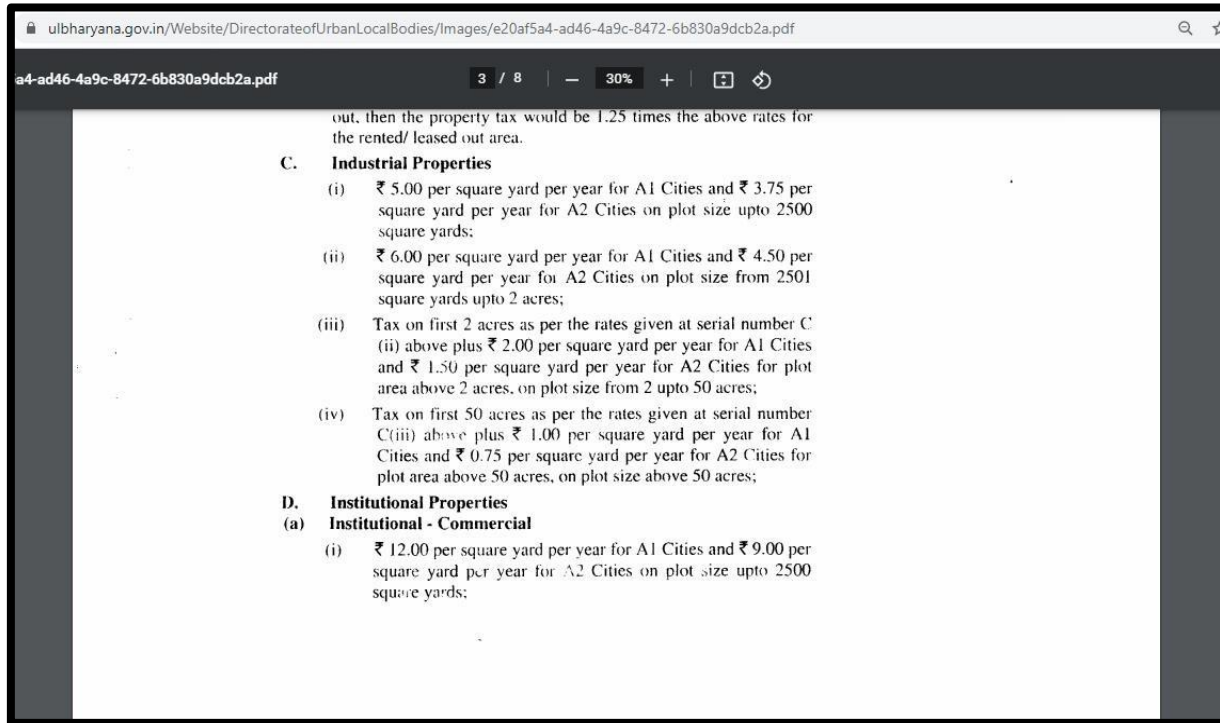 ulbharyana.gov.in/Website/DirectorateofUrbanLocalBodies/Images/e20af5a4-ad46-4a9c-8472-6b830a9dcb2a.pdf
a4-ad46-4a9c-8472-6b830a9dcb2a.pdf 3 / 8 | — 30% + |
out, then the property tax would be 1.25 times the above rates for
the rented/ leased out area.
C. Industrial Properties
(i) ₹ 5.00 per square yard per year for A1 Cities and ₹ 3.75 per
square yard per year for A2 Cities on plot size upto 2500
square yards;
(ii) ₹ 6.00 per square yard per year for A1 Cities and ₹ 4.50 per
square yard per year for A2 Cities on plot size from 2501
square yards upto 2 acres;
(iii) Tax on first 2 acres as per the rates given at serial number C
(ii) above plus ₹ 2.00 per square yard per year for A1 Cities
and ₹ 1.50 per square yard per year for A2 Cities for plot
area above 2 acres, on plot size from 2 upto 50 acres;
(iv) Tax on first 50 acres as per the rates given at serial number
C(iii) above plus ₹ 1.00 per square yard per year for A1
Cities and ₹ 0.75 per square yard per year for A2 Cities for
plot area above 50 acres, on plot size above 50 acres;
D. Institutional Properties
(a) Institutional - Commercial
(i) ₹ 12.00 per square yard per year for A1 Cities and ₹ 9.00 per
square yard per year for A2 Cities on plot size upto 2500
square yards;